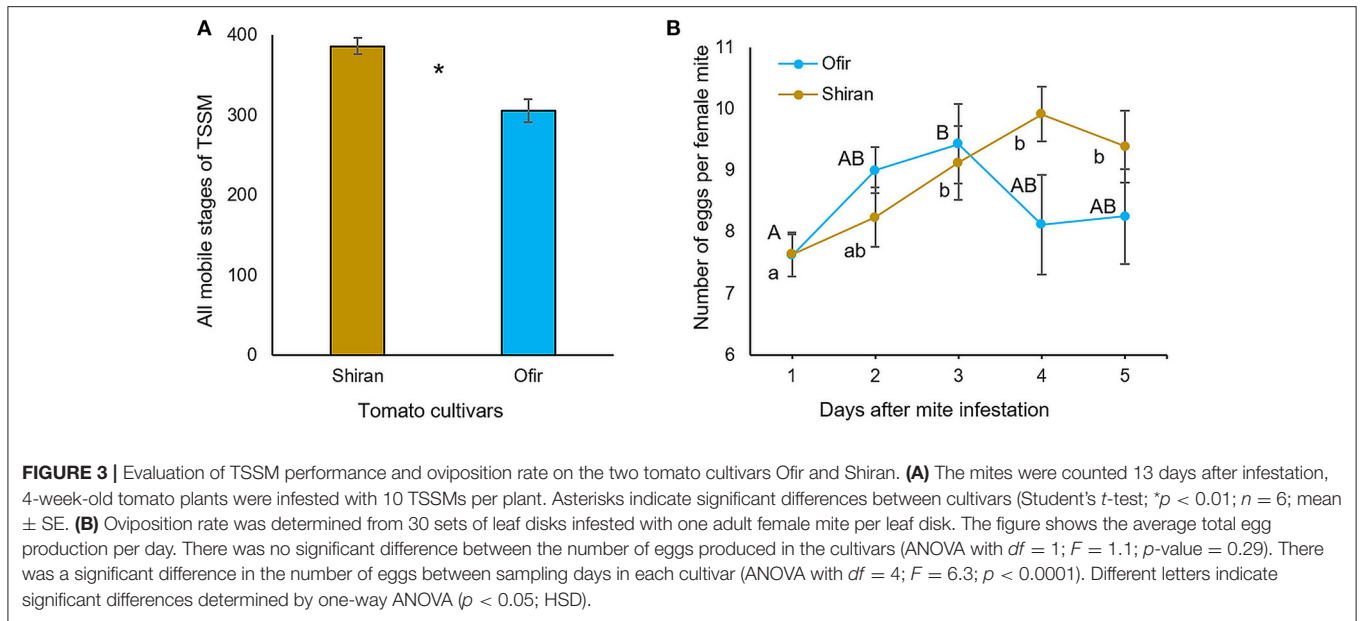 A
400
300
200
100
0
All mobile stages of TSSM
*
Shiran
Ofir
Tomato cultivars
B
11
10
9
8
7
6
Number of eggs per female mite
Ofir
Shiran
A
a
AB
ab
B
b
AB
b
AB
b
1
2
3
4
5
Days after mite infestation
FIGURE 3 | Evaluation of TSSM performance and oviposition rate on the two tomato cultivars Ofir and Shiran. (A) The mites were counted 13 days after infestation,
4-week-old tomato plants were infested with 10 TSSMs per plant. Asterisks indicate significant differences between cultivars (Student's t-test; *p < 0.01; n = 6; mean
± SE. (B) Oviposition rate was determined from 30 sets of leaf disks infested with one adult female mite per leaf disk. The figure shows the average total egg
production per day. There was no significant difference between the number of eggs produced in the cultivars (ANOVA with df = 1; F = 1.1; p-value = 0.29). There
was a significant difference in the number of eggs between sampling days in each cultivar (ANOVA with df = 4; F = 6.3; p < 0.0001). Different letters indicate
significant differences determined by one-way ANOVA (p < 0.05; HSD).